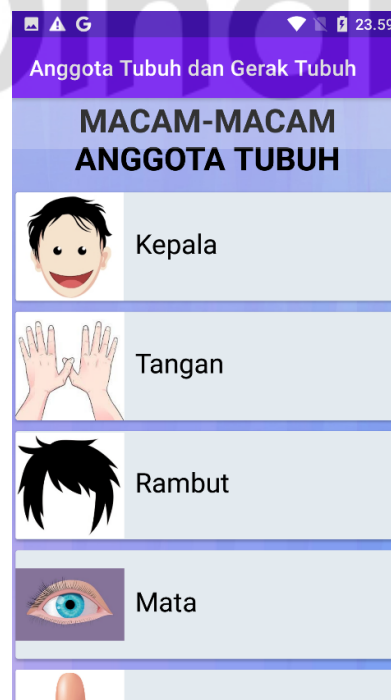 23.59
Anggota Tubuh dan Gerak Tubuh
MACAM-MACAM
ANGGOTA TUBUH
Kepala
Tangan
Rambut
Mata